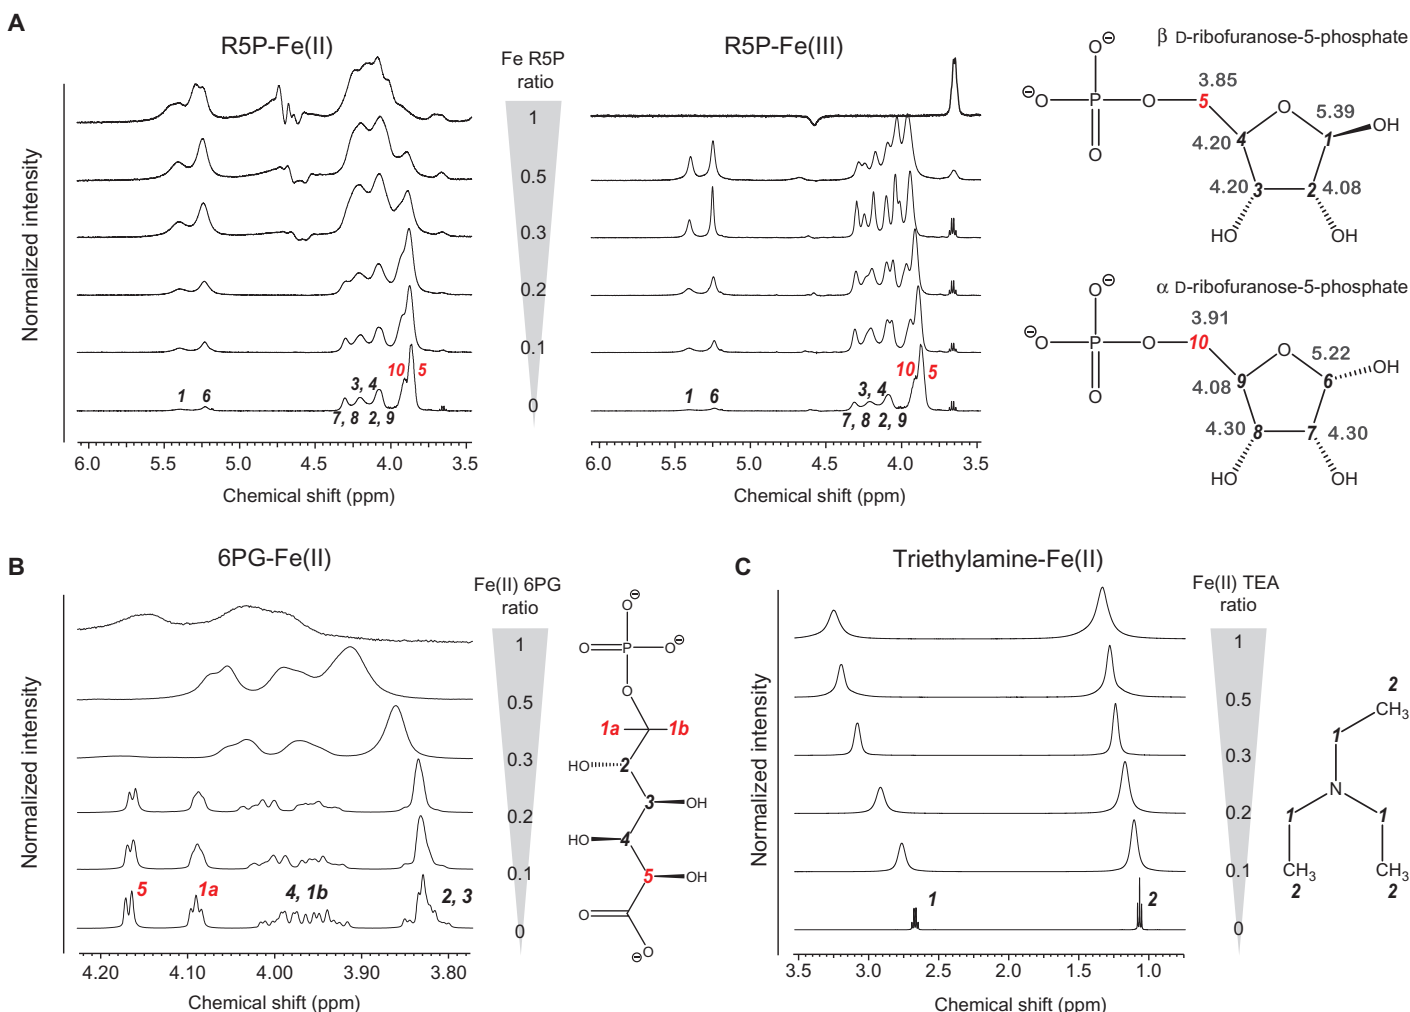 A
R5P-Fe(II)
Fe R5P
ratio
R5P-Fe(III)
Normalized intensity
1
0.5
0.3
0.2
0.1
0
1
6
7, 8
3, 4
2, 9
10
5
6.0
5.5
5.0
4.5
4.0
3.5
Chemical shift (ppm)
1
6
7, 8
3, 4
2, 9
10
5
6.0
5.5
5.0
4.5
4.0
3.5
Chemical shift (ppm)
β D-ribofuranose-5-phosphate
O⊖
⊖O
P
O
O
3.85
5
O
5.39
4.20
4
1
OH
4.20
3
2
4.08
HO
OH
α D-ribofuranose-5-phosphate
O⊖
3.91
⊖O
P
O
O
10
O
5.22
4.08
9
6
OH
4.30
8
7
4.30
HO
OH
B
6PG-Fe(II)
Fe(II) 6PG
ratio
Normalized intensity
1
0.5
0.3
0.2
0.1
0
5
1a
4, 1b
2, 3
4.20
4.10
4.00
3.90
3.80
Chemical shift (ppm)
O⊖
O
P
O⊖
O
1a
1b
HO
2
3
OH
HO
4
5
OH
O
O
⊖
C
Triethylamine-Fe(II)
Fe(II) TEA
ratio
Normalized intensity
1
0.5
0.3
0.2
0.1
0
1
2
3.5
3.0
2.5
2.0
1.5
1.0
Chemical shift (ppm)
2
CH3
1
N
1
1
CH3
CH3
2
2